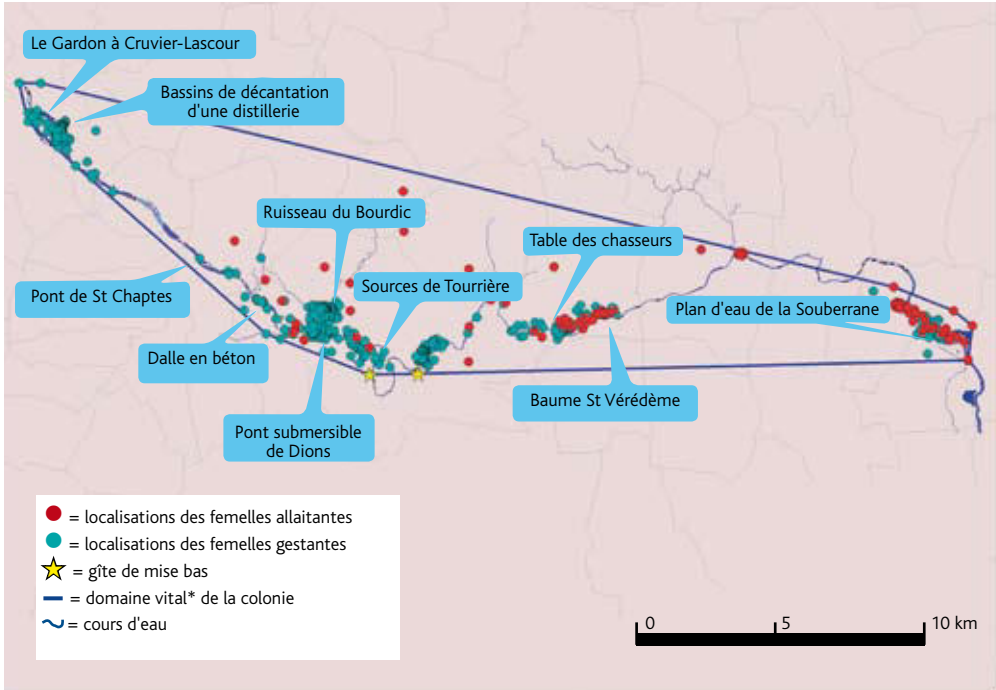 Le Gardon à Cruvier-Lascour
Bassins de décantation
d'une distillerie
Ruisseau du Bourdic
Table des chasseurs
Sources de Tourrière
Pont de St Chaptes
Plan d'eau de la Souberrane
Dalle en béton
Baume St Vérédème
Pont submersible
de Dions
= localisations des femelles allaitantes
= localisations des femelles gestantes
= gîte de mise bas
= domaine vital* de la colonie
= cours d'eau
0 5 10 km